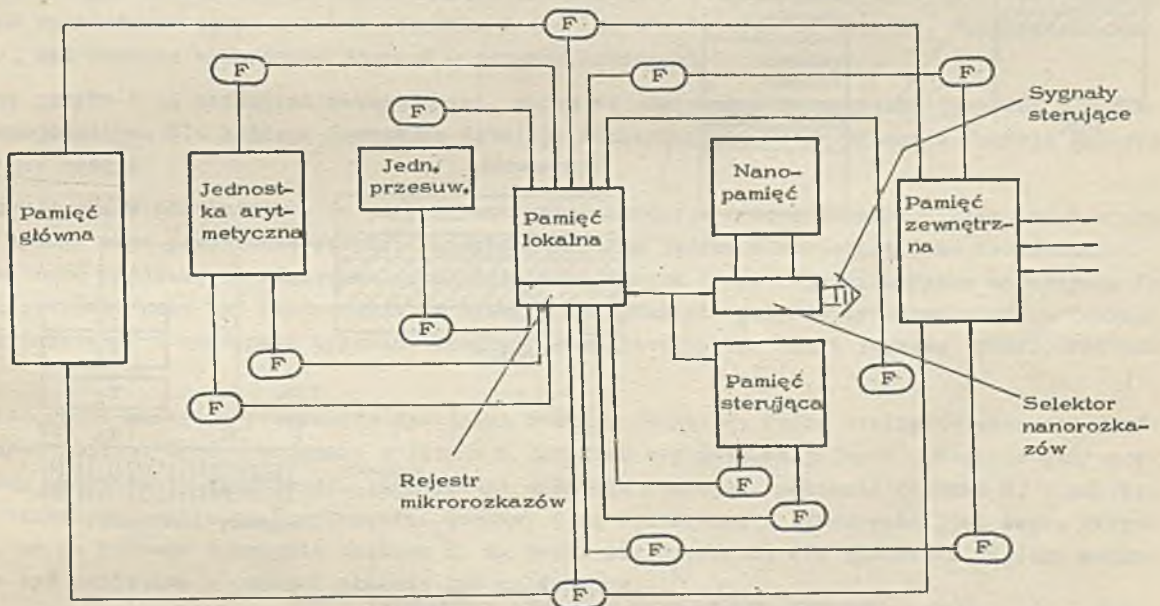 F
F
F
F
F
Sygnały
sterujące
Pamięć
główna
Jednost-
ka aryt-
metyczna
Jedn.
przesuw.
Pamięć
lokalna
Nano-
pamięć
Pamięć
zewnętrz-
na
F
F
F
F
Pamięć
sterująca
Selektor
nanorozka-
zów
Rejestr
mikrorozkazów
F
F
F
F
F
F